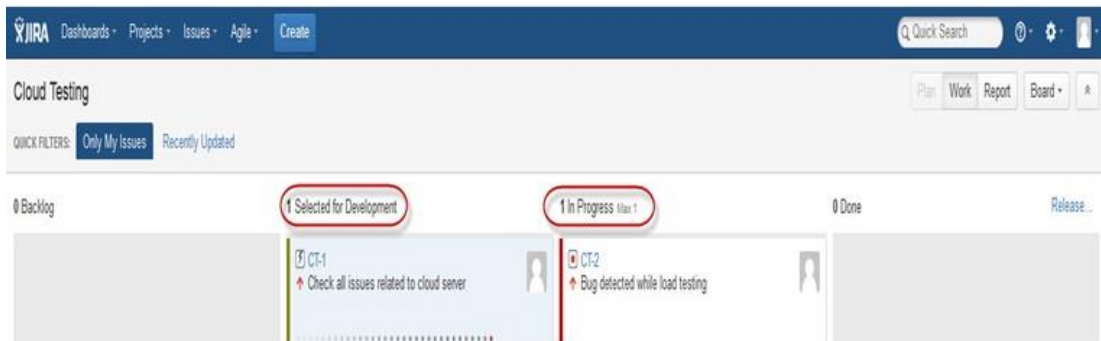 JIRA Dashboards Projects Issues Agile Create Quick Search
Cloud Testing Plan Work Report Board
QUICK FILTERS: Only My Issues Recently Updated
0 Backlog 1 Selected for Development 1 In Progress Max 1 0 Done Release...
CT-1 CT-2
Check all issues related to cloud server Bug detected while load testing